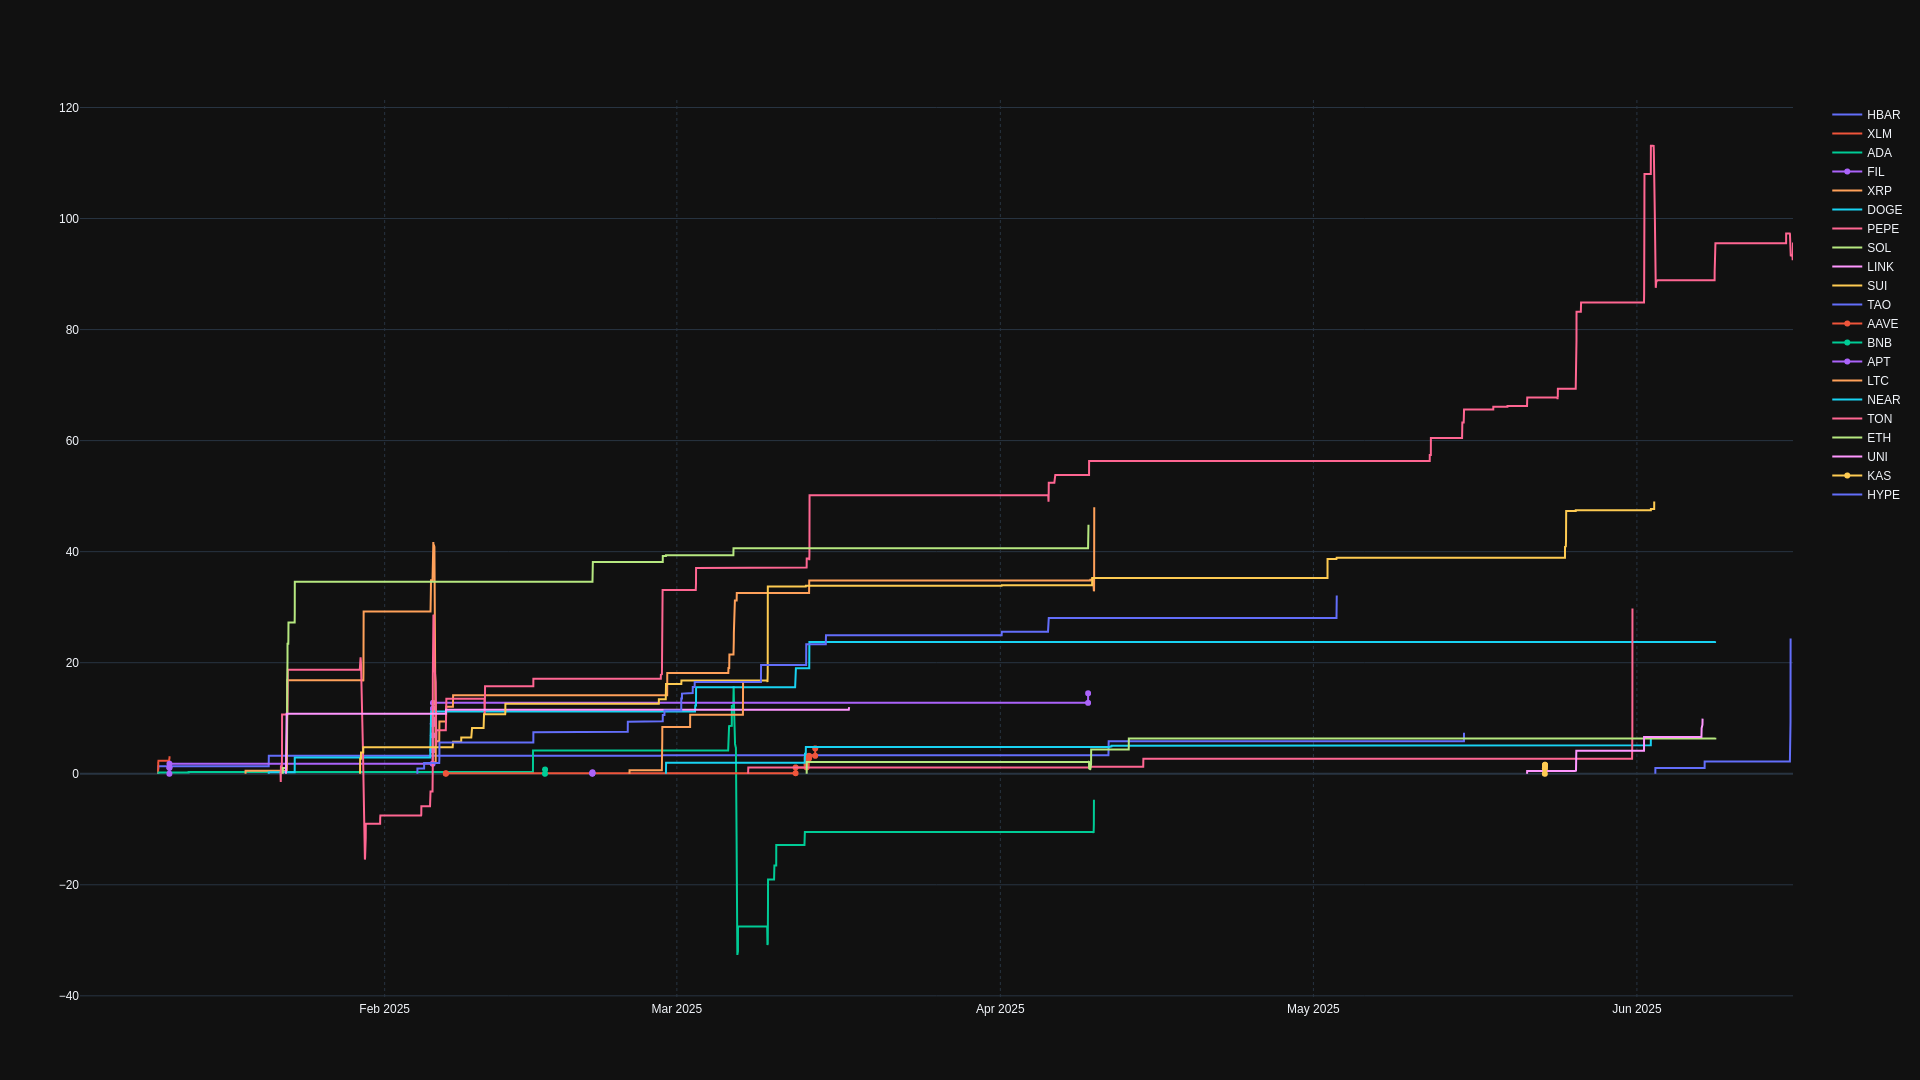 120
100
80
60
40
20
0
−20
−40
Feb 2025
Mar 2025
Apr 2025
May 2025
Jun 2025
HBAR
XLM
ADA
FIL
XRP
DOGE
PEPE
SOL
LINK
SUI
TAO
AAVE
BNB
APT
LTC
NEAR
TON
ETH
UNI
KAS
HYPE